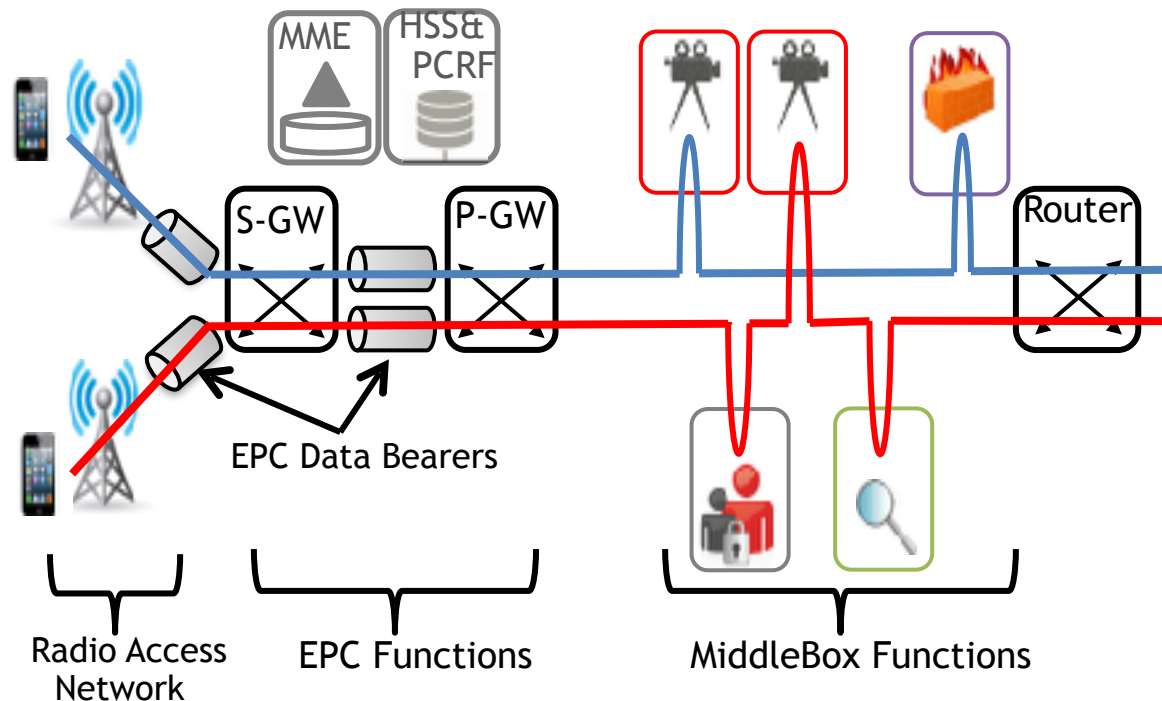 MME
HSS&
PCRF
S-GW
P-GW
Router
EPC Data Bearers
Radio Access
Network
EPC Functions
MiddleBox Functions